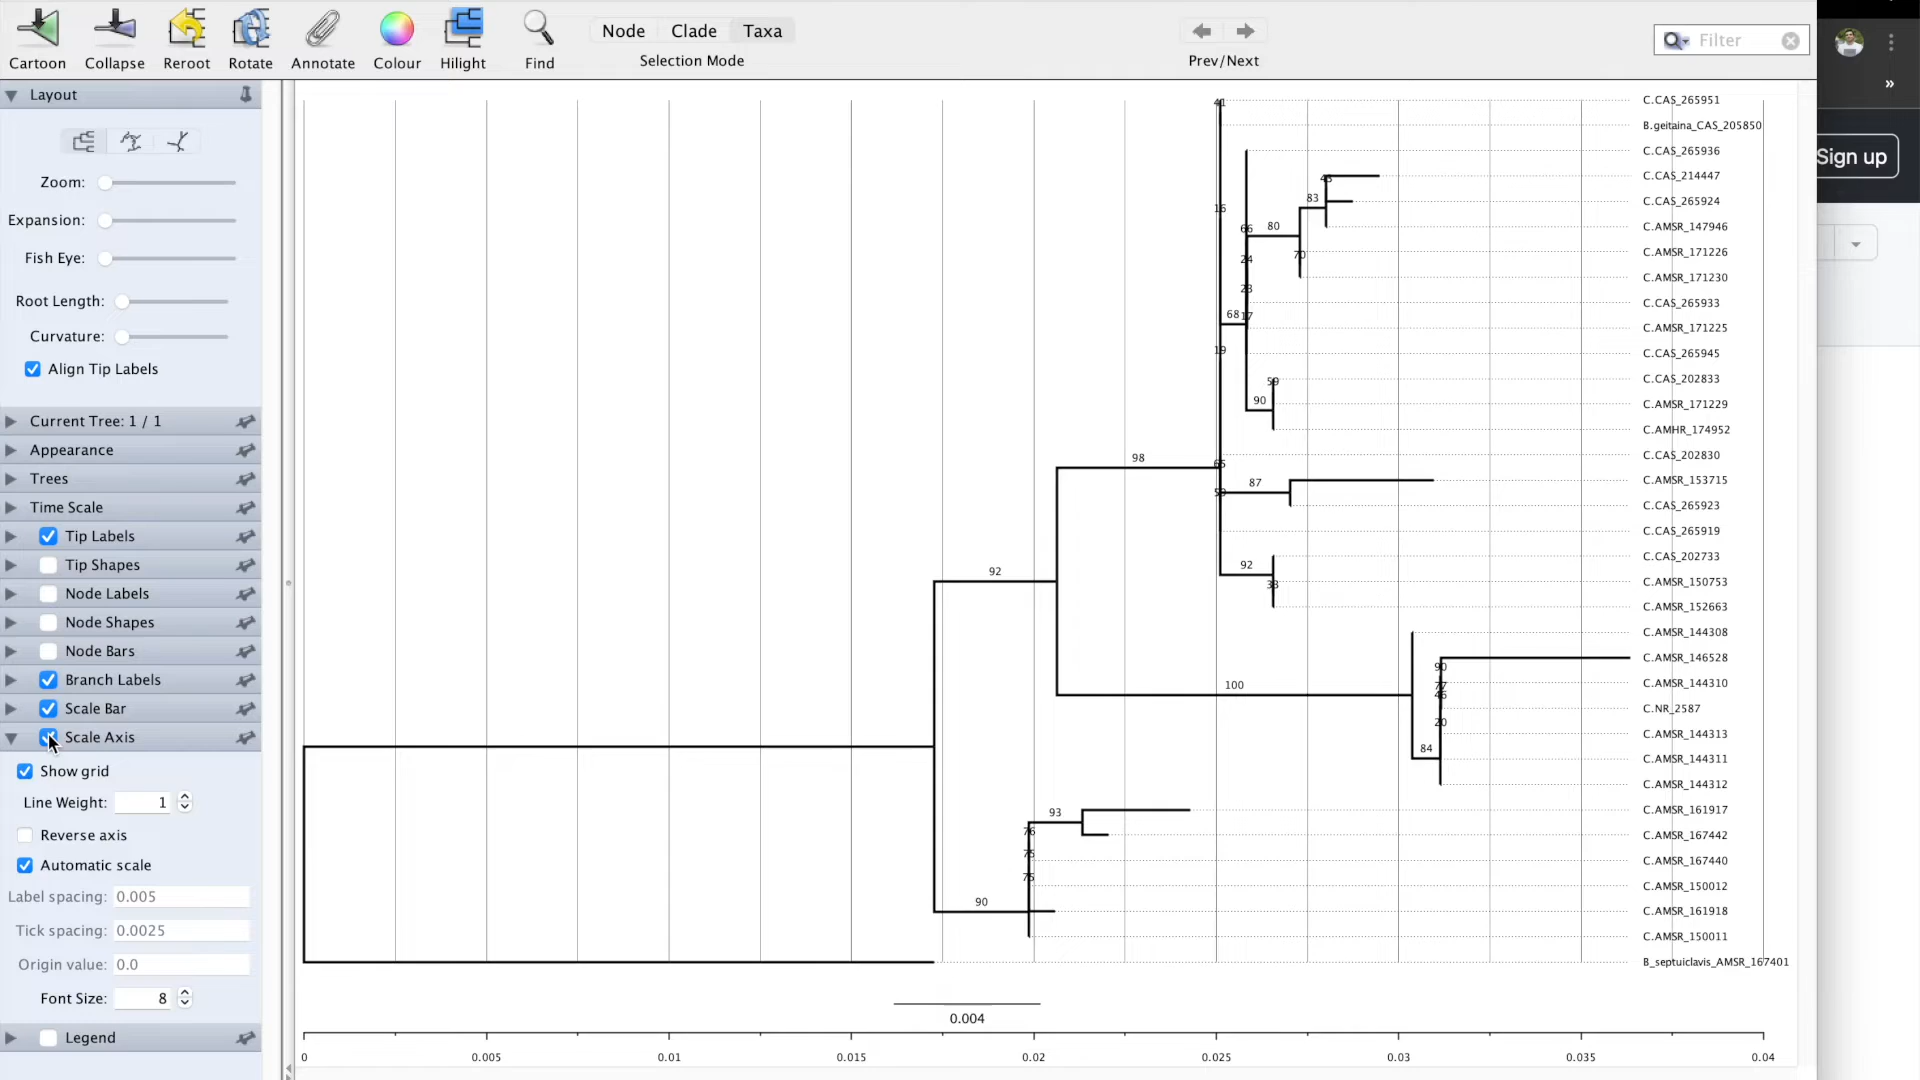 Cartoon Collapse Reroot Rotate Annotate Colour Hilight Find
Node Clade Taxa
Selection Mode
Prev/Next
Filter
»
Sign up
Layout
Zoom:
Expansion:
Fish Eye:
Root Length:
Curvature:
Align Tip Labels
Current Tree: 1 / 1
Appearance
Trees
Time Scale
Tip Labels
Tip Shapes
Node Labels
Node Shapes
Node Bars
Branch Labels
Scale Bar
Scale Axis
Show grid
Line Weight: 1
Reverse axis
Automatic scale
Label spacing: 0.005
Tick spacing: 0.0025
Origin value: 0.0
Font Size: 8
Legend
41
16
66
24
28
68
17
19
80
70
83
90
98
87
92
92
100
90
77
20
84
93
76
75
75
90
C.CAS_265951
B.geitaina_CAS_205850
C.CAS_265936
C.CAS_214447
C.CAS_265924
C.AMSR_147946
C.AMSR_171226
C.AMSR_171230
C.CAS_265933
C.AMSR_171225
C.CAS_265945
C.CAS_202833
C.AMSR_171229
C.AMHR_174952
C.CAS_202830
C.AMSR_153715
C.CAS_265923
C.CAS_265919
C.CAS_202733
C.AMSR_150753
C.AMSR_152663
C.AMSR_144308
C.AMSR_146528
C.AMSR_144310
C.NR_2587
C.AMSR_144313
C.AMSR_144311
C.AMSR_144312
C.AMSR_161917
C.AMSR_167442
C.AMSR_167440
C.AMSR_150012
C.AMSR_161918
C.AMSR_150011
B_septuiclavis_AMSR_167401
0.004
0 0.005 0.01 0.015 0.02 0.025 0.03 0.035 0.04